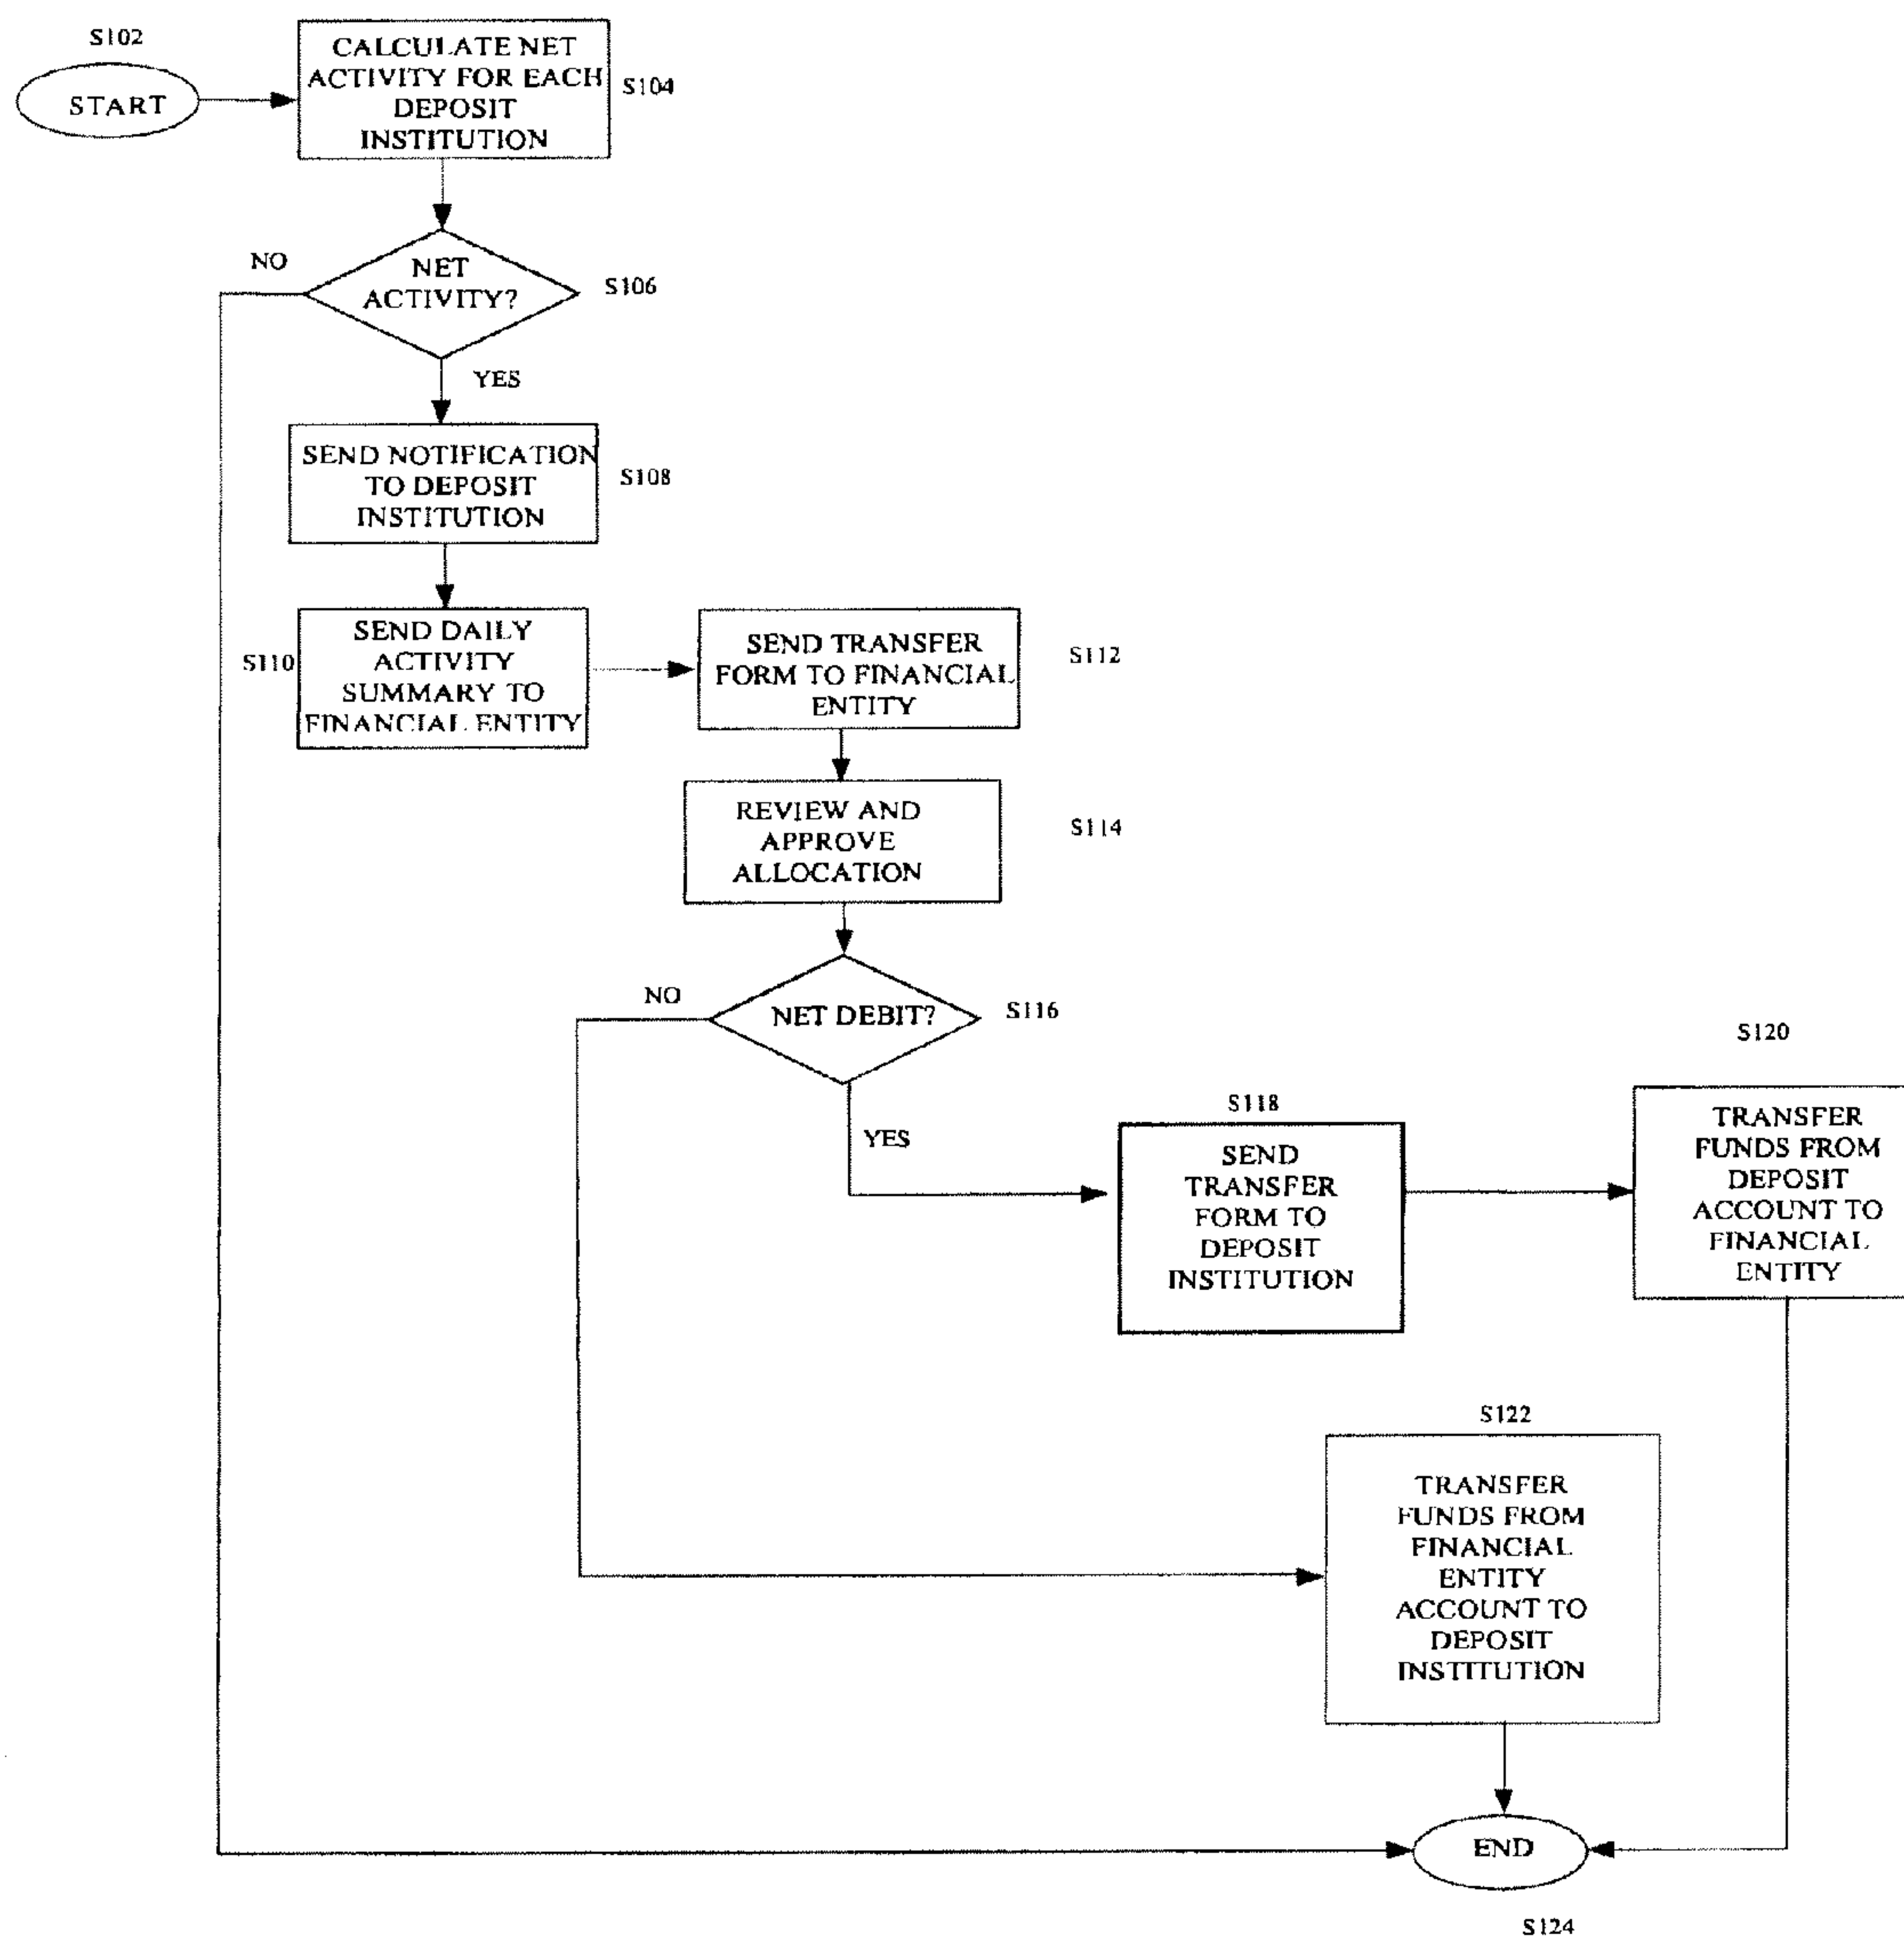 S102
START
CALCULATE NET
ACTIVITY FOR EACH
DEPOSIT
INSTITUTION
S104
NO
NET
ACTIVITY?
S106
YES
SEND NOTIFICATION
TO DEPOSIT
INSTITUTION
S108
S110
SEND DAILY
ACTIVITY
SUMMARY TO
FINANCIAL ENTITY
SEND TRANSFER
FORM TO FINANCIAL
ENTITY
S112
REVIEW AND
APPROVE
ALLOCATION
S114
NO
NET DEBIT?
S116
YES
S118
SEND
TRANSFER
FORM TO
DEPOSIT
INSTITUTION
S120
TRANSFER
FUNDS FROM
DEPOSIT
ACCOUNT TO
FINANCIAL
ENTITY
S122
TRANSFER
FUNDS FROM
FINANCIAL
ENTITY
ACCOUNT TO
DEPOSIT
INSTITUTION
END
S124